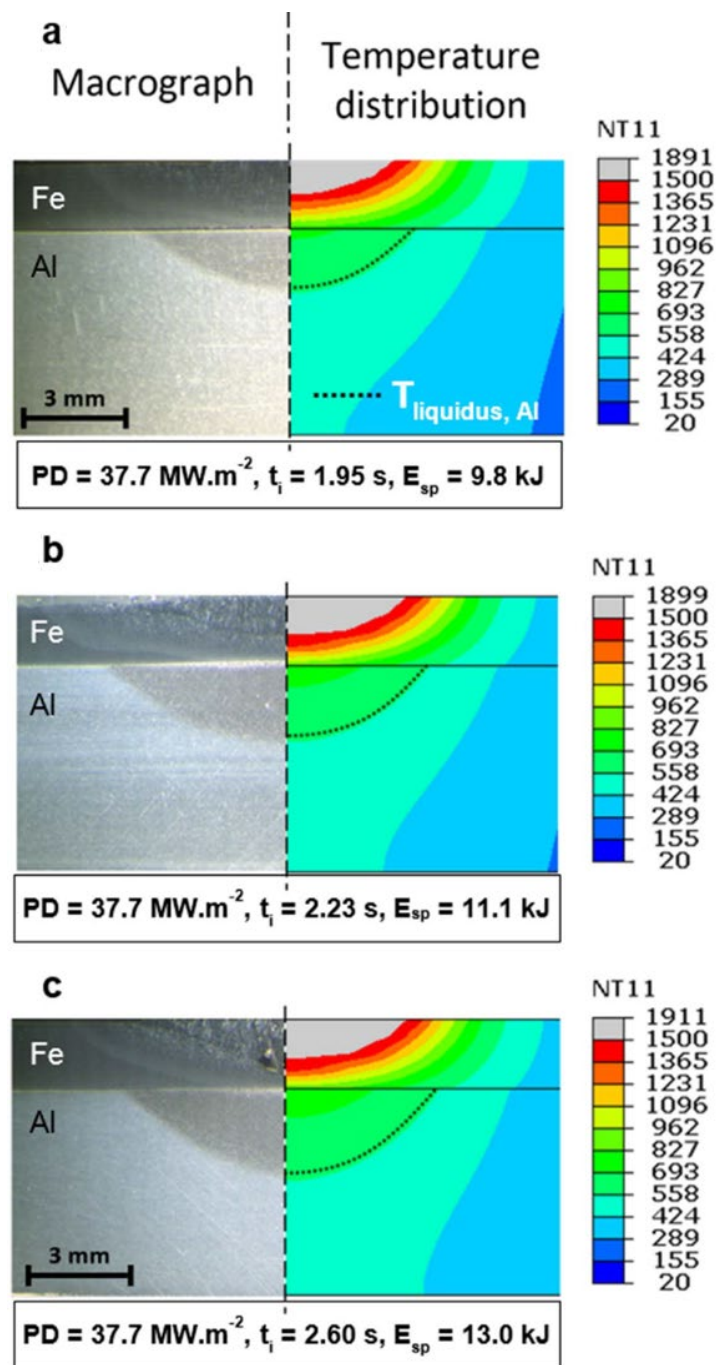 a
Macrograph
Temperature
distribution
NT11
1891
1500
1365
1231
1096
962
827
693
558
424
289
155
20
Fe
Al
3 mm
T liquidus, Al
PD = 37.7 MW.m⁻², tᵢ = 1.95 s, Eₛₚ = 9.8 kJ
b
NT11
1899
1500
1365
1231
1096
962
827
693
558
424
289
155
20
Fe
Al
PD = 37.7 MW.m⁻², tᵢ = 2.23 s, Eₛₚ = 11.1 kJ
c
NT11
1911
1500
1365
1231
1096
962
827
693
558
424
289
155
20
Fe
Al
3 mm
PD = 37.7 MW.m⁻², tᵢ = 2.60 s, Eₛₚ = 13.0 kJ